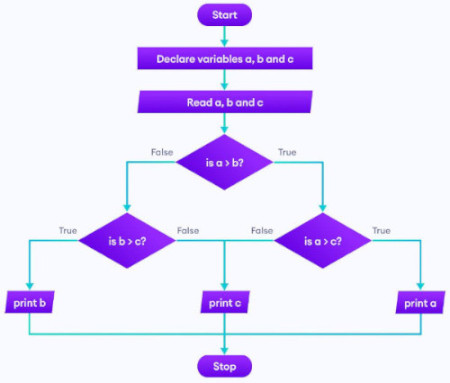 Start
Declare variables a, b and c
Read a, b and c
False
is a > b?
True
True
is b > c?
False
False
is a > c?
True
print b
print c
print a
Stop